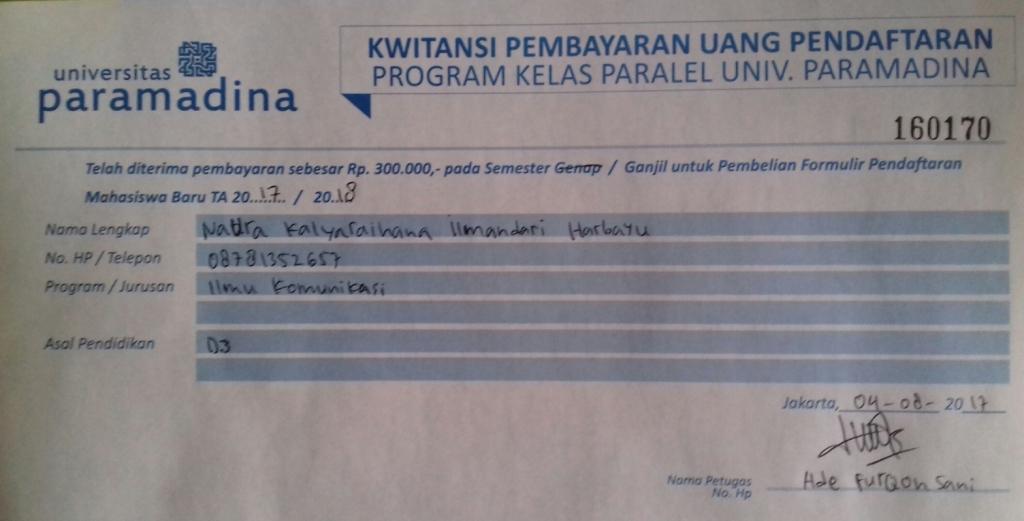 universitas
paramadina
KWITANSI PEMBAYARAN UANG PENDAFTARAN
PROGRAM KELAS PARALEL UNIV. PARAMADINA
160170
Telah diterima pembayaran sebesar Rp. 300.000,- pada Semester Genap / Ganjil untuk Pembelian Formulir Pendaftaran
Mahasiswa Baru TA 20..17.. / 20..18
Nama Lengkap Kalyaraihana Ilmandari Harbayu
No. HP / Telepon 08781352657
Program / Jurusan Ilmu Komunikasi
Asal Pendidikan D3
Jakarta, 04-08- 2017
Nama Petugas Ade Furqon Sani
No. Hp